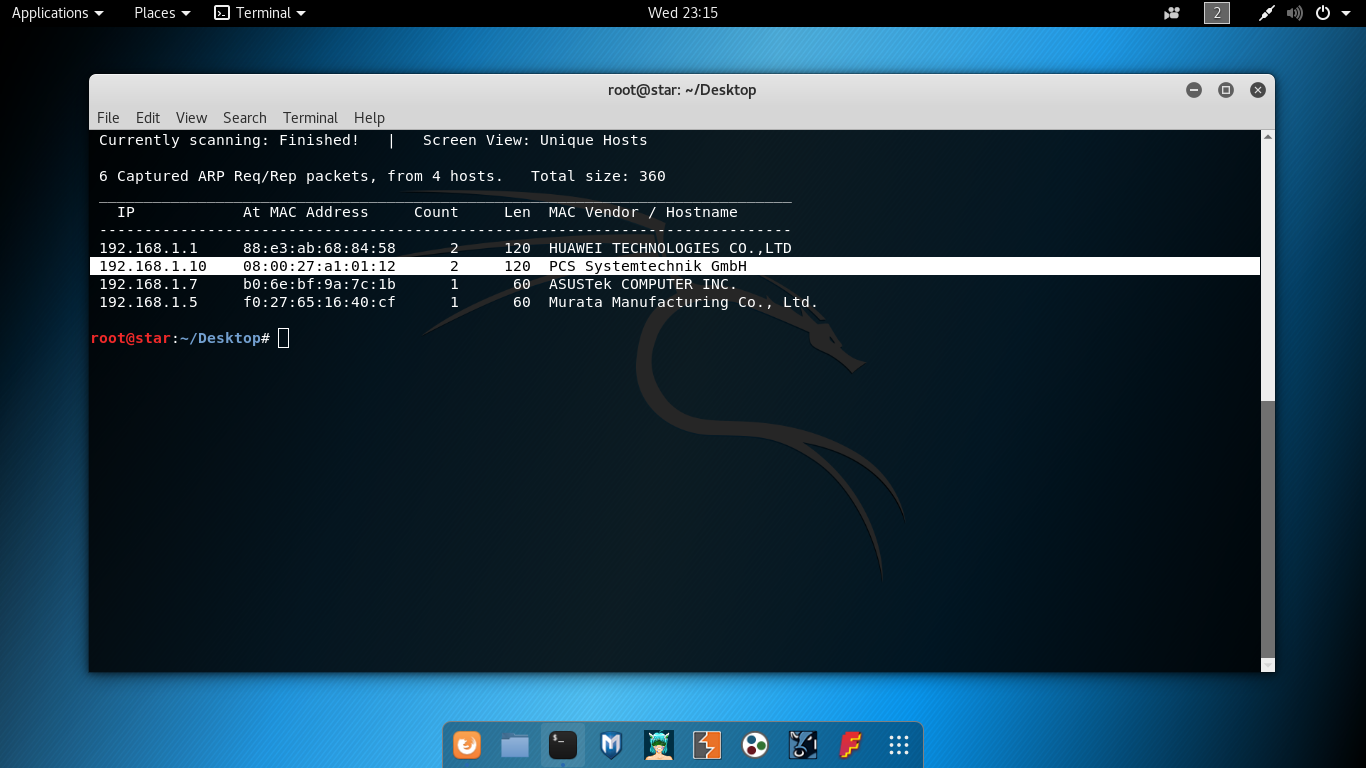 Applications Places Terminal Wed 23:15 2
root@star: ~/Desktop
File Edit View Search Terminal Help
Currently scanning: Finished!   |   Screen View: Unique Hosts
6 Captured ARP Req/Rep packets, from 4 hosts.   Total size: 360
_____________________________________________________________________________
IP            At MAC Address     Count     Len  MAC Vendor / Hostname
-----------------------------------------------------------------------------
192.168.1.1     88:e3:ab:68:84:58      2     120  HUAWEI TECHNOLOGIES CO.,LTD
192.168.1.10    08:00:27:a1:01:12      2     120  PCS Systemtechnik GmbH
192.168.1.7     b0:6e:bf:9a:7c:1b      1      60  ASUSTek COMPUTER INC.
192.168.1.5     f0:27:65:16:40:cf      1      60  Murata Manufacturing Co., Ltd.
root@star:~/Desktop#